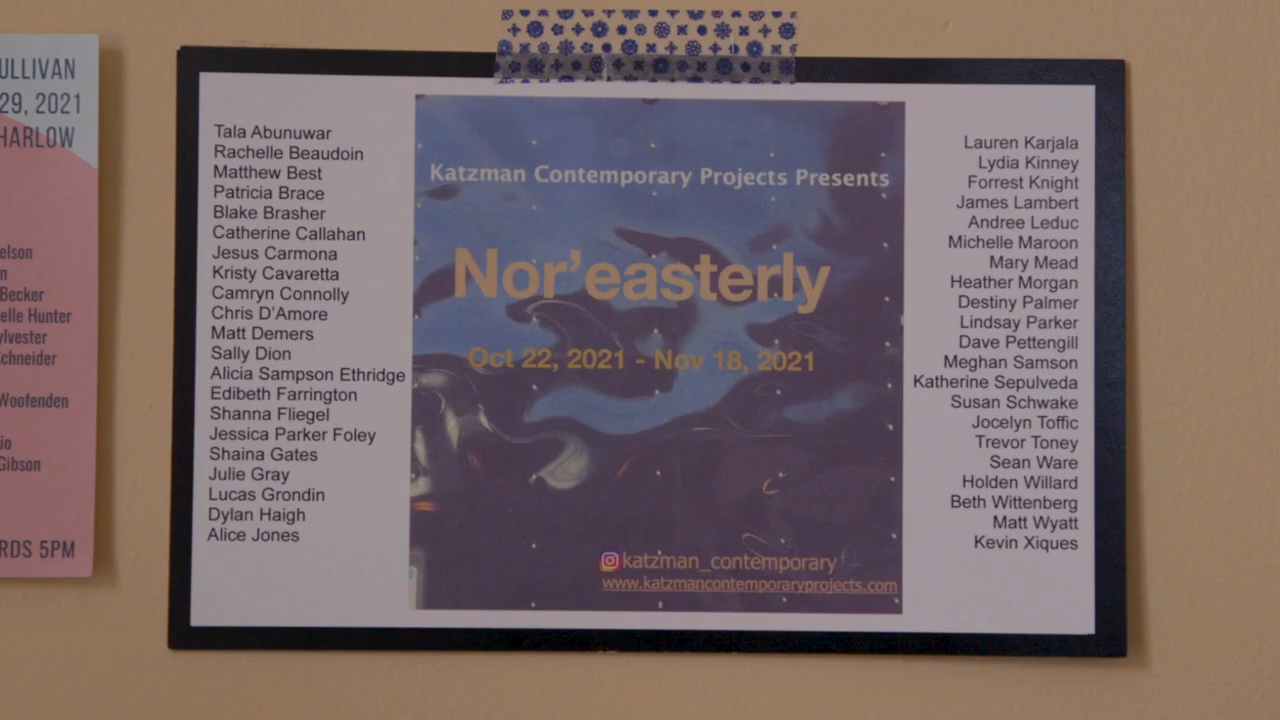 ULLIVAN
29, 2021
HARLOW
elson
n
Becker
elle Hunter
ylvester
chneider
Woofenden
io
Gibson
RDS 5PM
Tala Abunuwar
Rachelle Beaudoin
Matthew Best
Patricia Brace
Blake Brasher
Catherine Callahan
Jesus Carmona
Kristy Cavaretta
Camryn Connolly
Chris D'Amore
Matt Demers
Sally Dion
Alicia Sampson Ethridge
Edibeth Farrington
Shanna Fliegel
Jessica Parker Foley
Shaina Gates
Julie Gray
Lucas Grondin
Dylan Haigh
Alice Jones
Katzman Contemporary Projects Presents
Nor'easterly
Oct 22, 2021 - Nov 18, 2021
katzman_contemporary
www.katzmancontemporaryprojects.com
Lauren Karjala
Lydia Kinney
Forrest Knight
James Lambert
Andree Leduc
Michelle Maroon
Mary Mead
Heather Morgan
Destiny Palmer
Lindsay Parker
Dave Pettengill
Meghan Samson
Katherine Sepulveda
Susan Schwake
Jocelyn Toffic
Trevor Toney
Sean Ware
Holden Willard
Beth Wittenberg
Matt Wyatt
Kevin Xiques